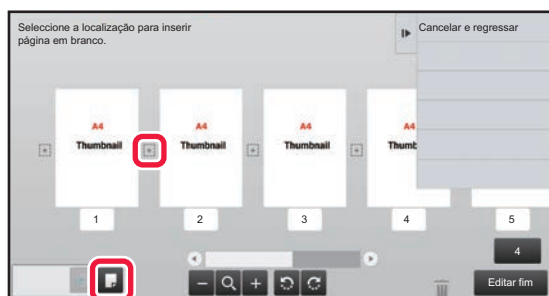 Seleccione a localização para inserir
página em branco.
Cancelar e regressar
A4 A4 A4 A4
Thumbnail Thumbnail Thumbnail Thumb
1 2 3 4 5
4
Editar fim